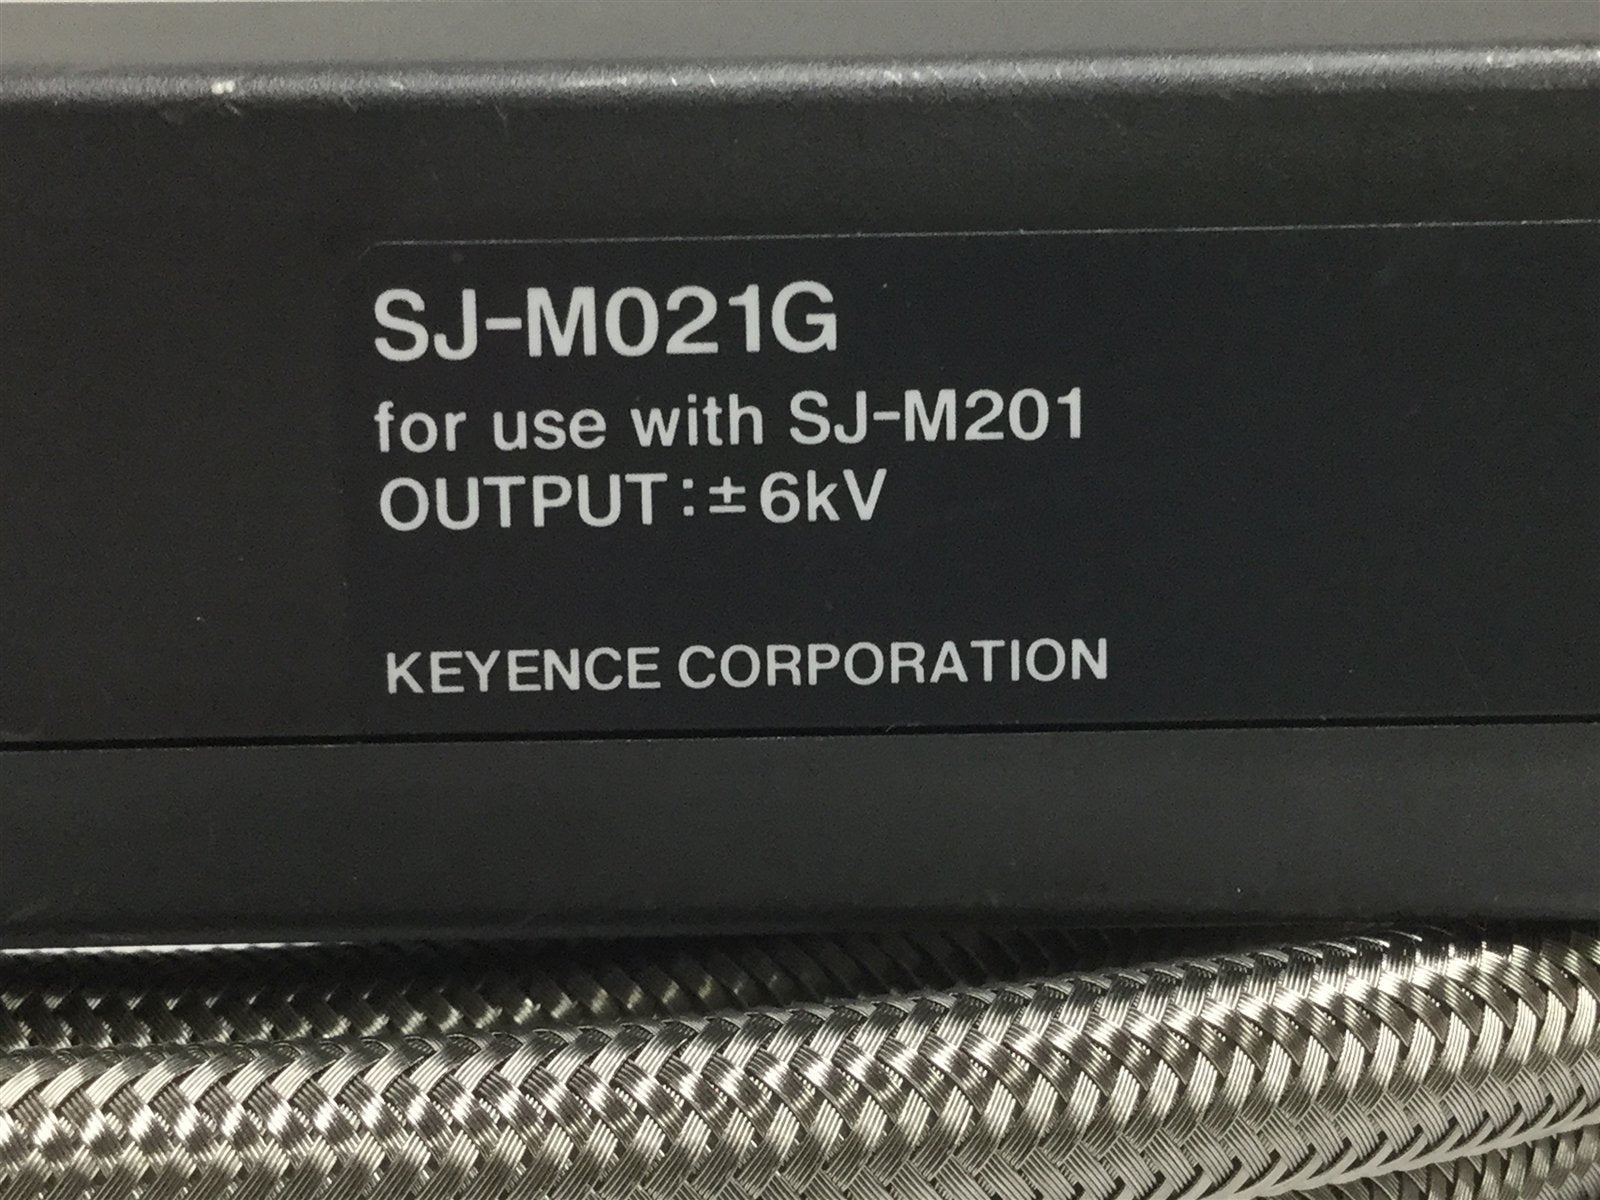 SJ-M021G
for use with SJ-M201
OUTPUT:±6kV
KEYENCE CORPORATION